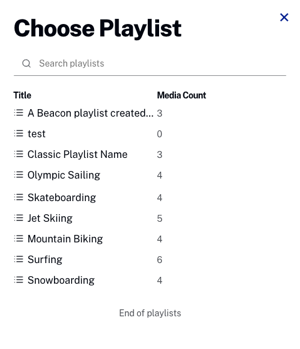 Choose Playlist
Search playlists
Title Media Count
A Beacon playlist created... 3
test 0
Classic Playlist Name 3
Olympic Sailing 4
Skateboarding 4
Jet Skiing 5
Mountain Biking 4
Surfing 6
Snowboarding 4
End of playlists